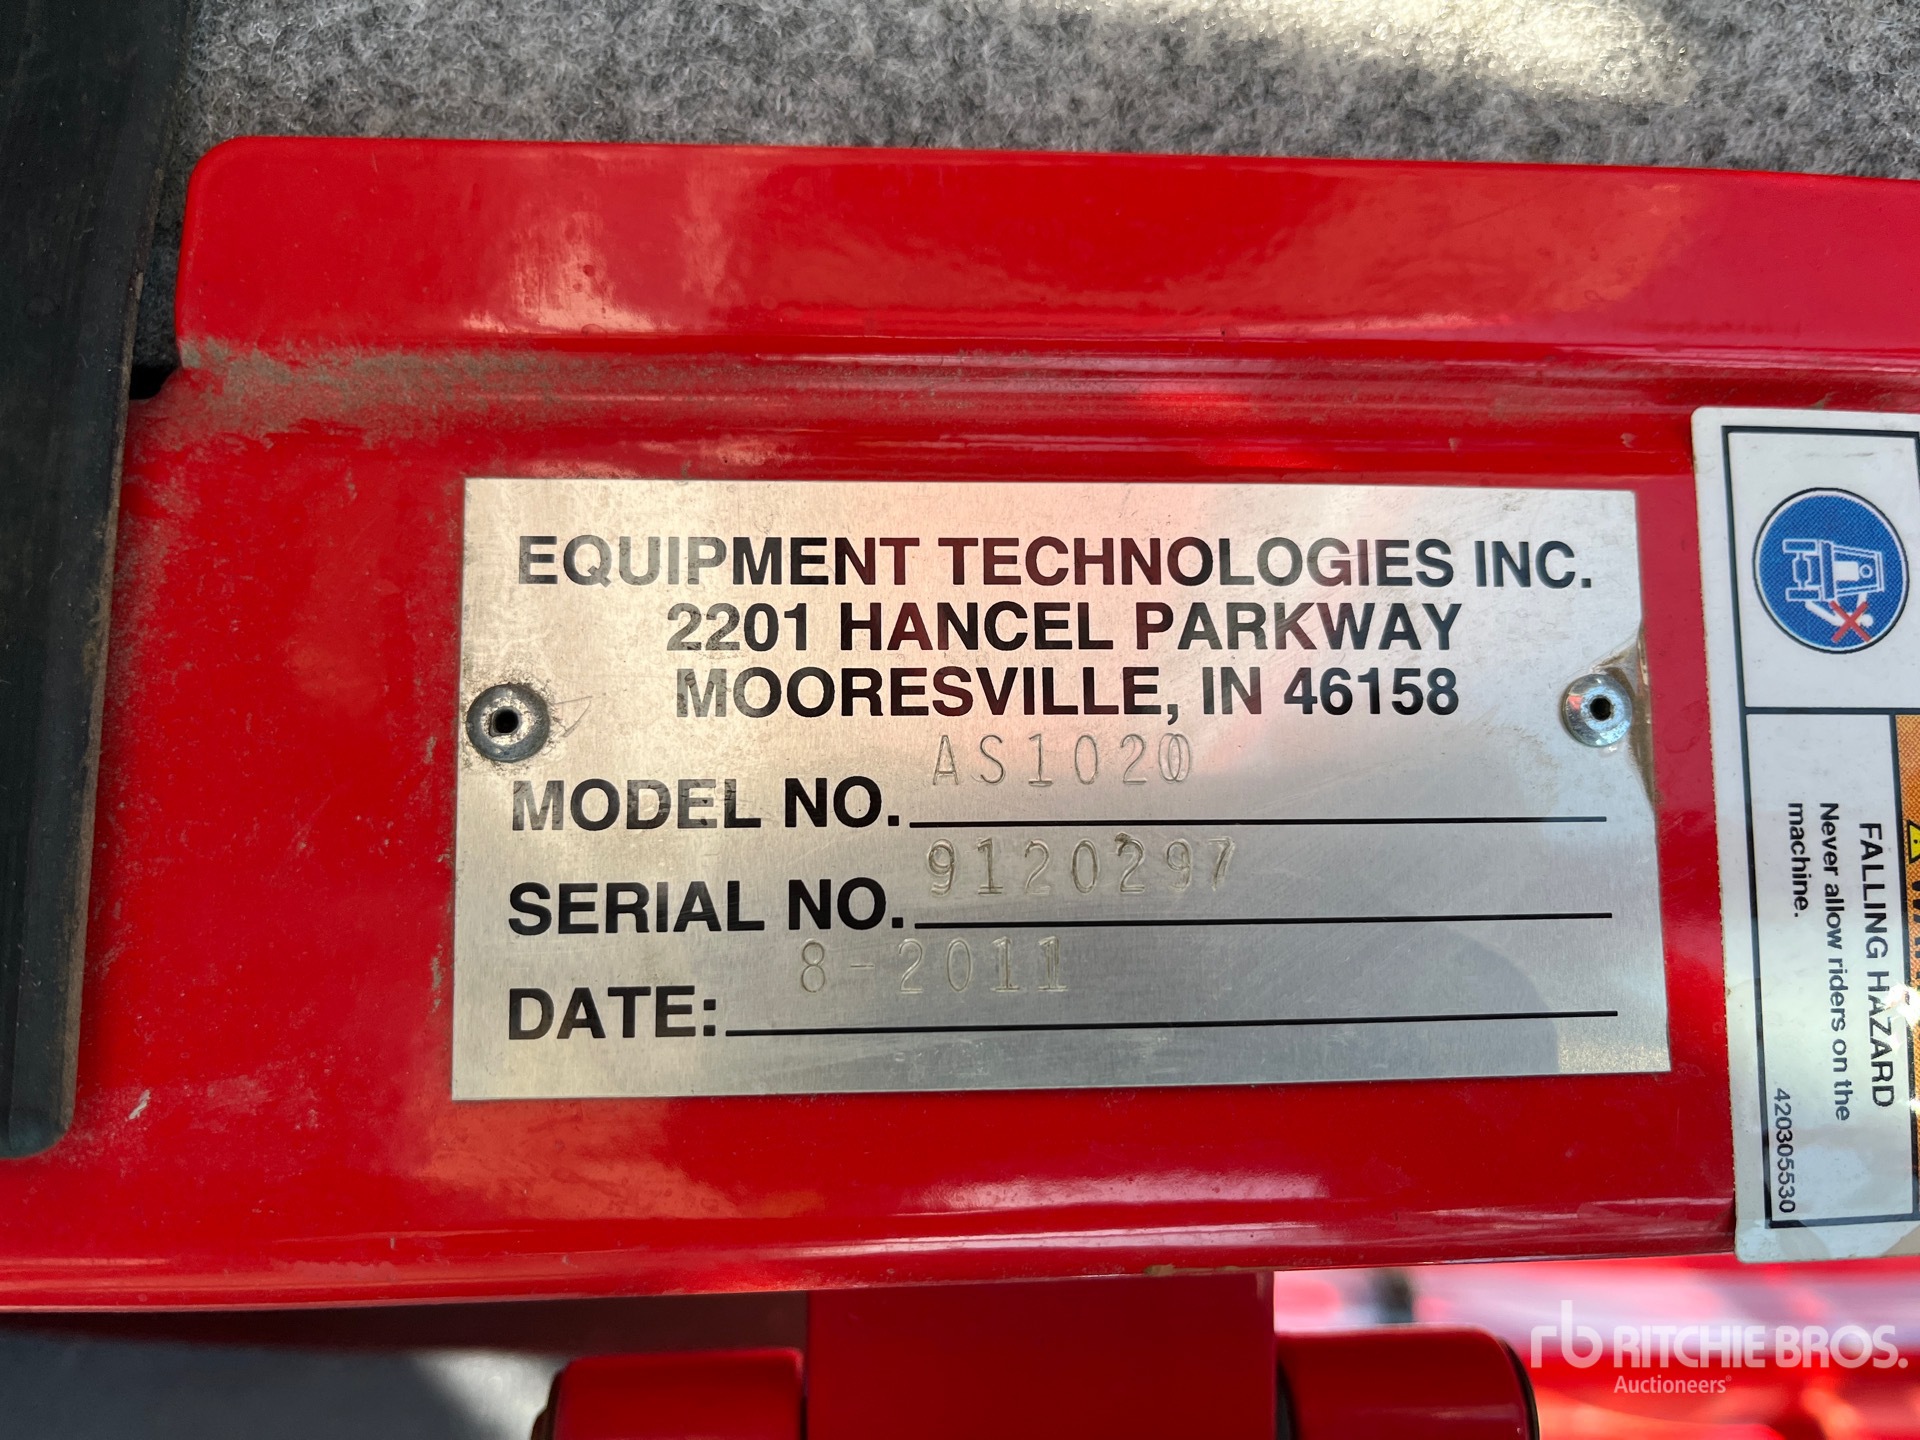 EQUIPMENT TECHNOLOGIES INC.
2201 HANCEL PARKWAY
MOORESVILLE, IN 46158
MODEL NO. AS1020
SERIAL NO. 9120297
DATE: 8-2011
FALLING HAZARD
Never allow riders on the
machine.
420305530
rb RITCHIE BROS.
Auctioneers